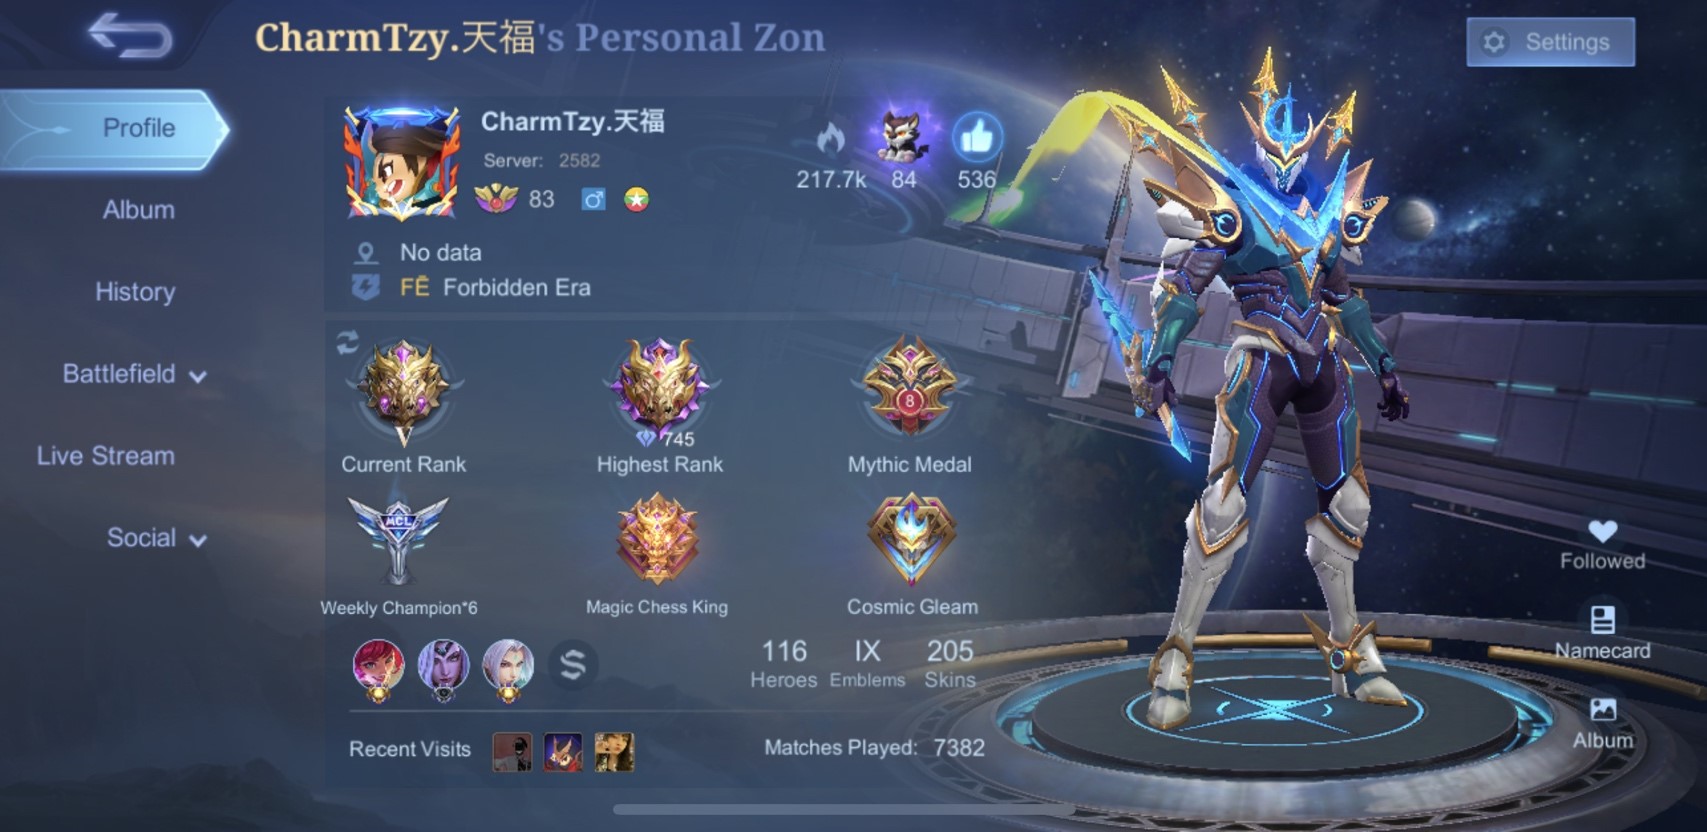 CharmTzy.天福's Personal Zon
Settings
Profile
Album
History
Battlefield
Live Stream
Social
CharmTzy.天福
Server: 2582
83
217.7k
84
536
No data
FĒ Forbidden Era
Current Rank
745
Highest Rank
8
Mythic Medal
MCL
Weekly Champion*6
Magic Chess King
Cosmic Gleam
116
Heroes
IX
Emblems
205
Skins
Recent Visits
Matches Played: 7382
Followed
Namecard
Album